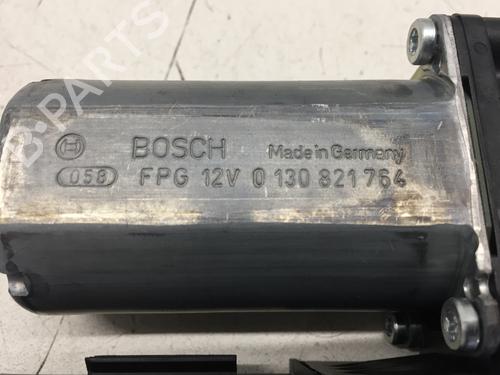 B-PARTS
BOSCH Made in Germany
058 FPG 12V 0 130 821 764